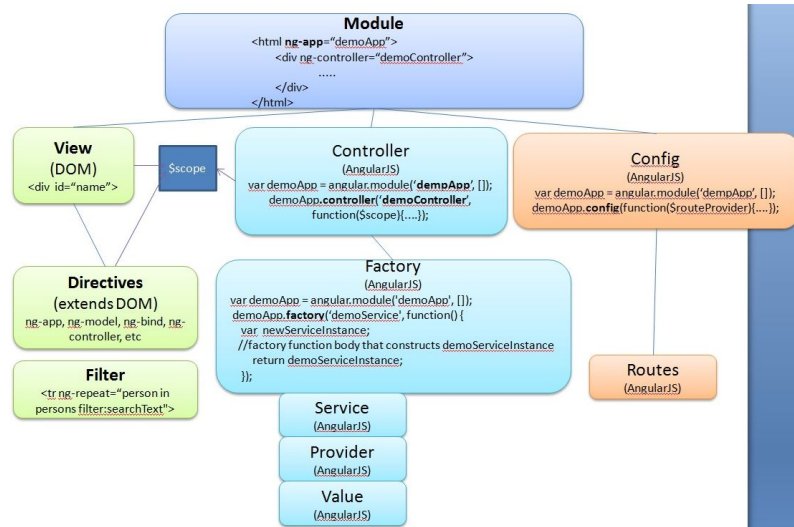 Module
<html ng-app=“demoApp”>
<div ng-controller=“demoController”>
.....
</div>
</html>
View
(DOM)
<div id=“name”>
$scope
Controller
(AngularJS)
var demoApp = angular.module(‘dempApp’, []);
demoApp.controller(‘demoController’,
function($scope){....});
Config
(AngularJS)
var demoApp = angular.module(‘dempApp’, []);
demoApp.config(function($routeProvider){....});
Directives
(extends DOM)
ng-app, ng-model, ng-bind, ng-
controller, etc
Filter
<tr ng-repeat=“person in
persons filter:searchText">
Factory
(AngularJS)
var demoApp = angular.module('demoApp', []);
demoApp.factory('demoService', function() {
var newServiceInstance;
//factory function body that constructs demoServiceInstance
return demoServiceInstance;
});
Routes
(AngularJS)
Service
(AngularJS)
Provider
(AngularJS)
Value
(AngularJS)